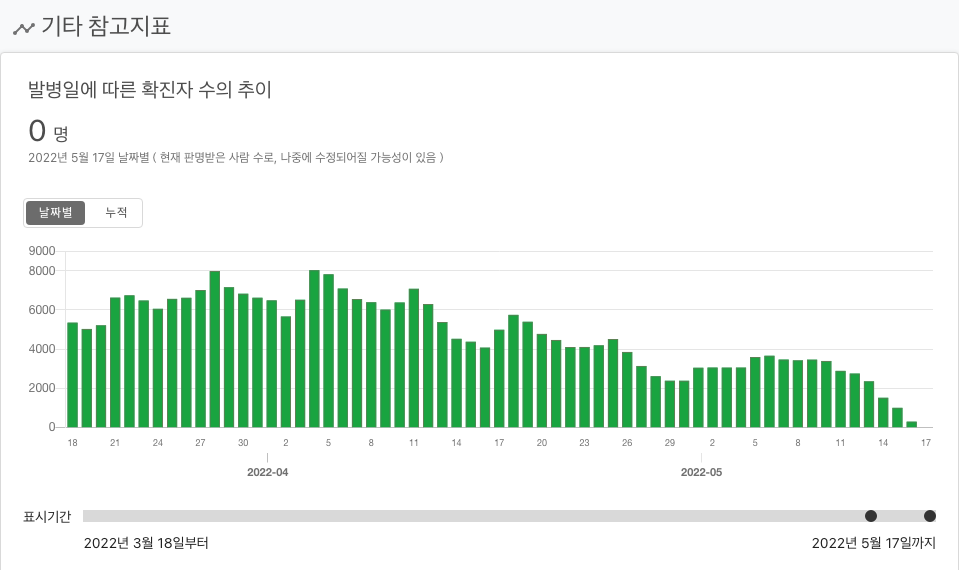 기타 참고지표
발병일에 따른 확진자 수의 추이
0 명
2022년 5월 17일 날짜별 ( 현재 판명받은 사람 수로, 나중에 수정되어질 가능성이 있음 )
날짜별 누적
9000
8000
6000
4000
2000
0
18 21 24 27 30 2 5 8 11 14 17 20 23 26 29 2 5 8 11 14 17
2022-04 2022-05
표시기간
2022년 3월 18일부터 2022년 5월 17일까지